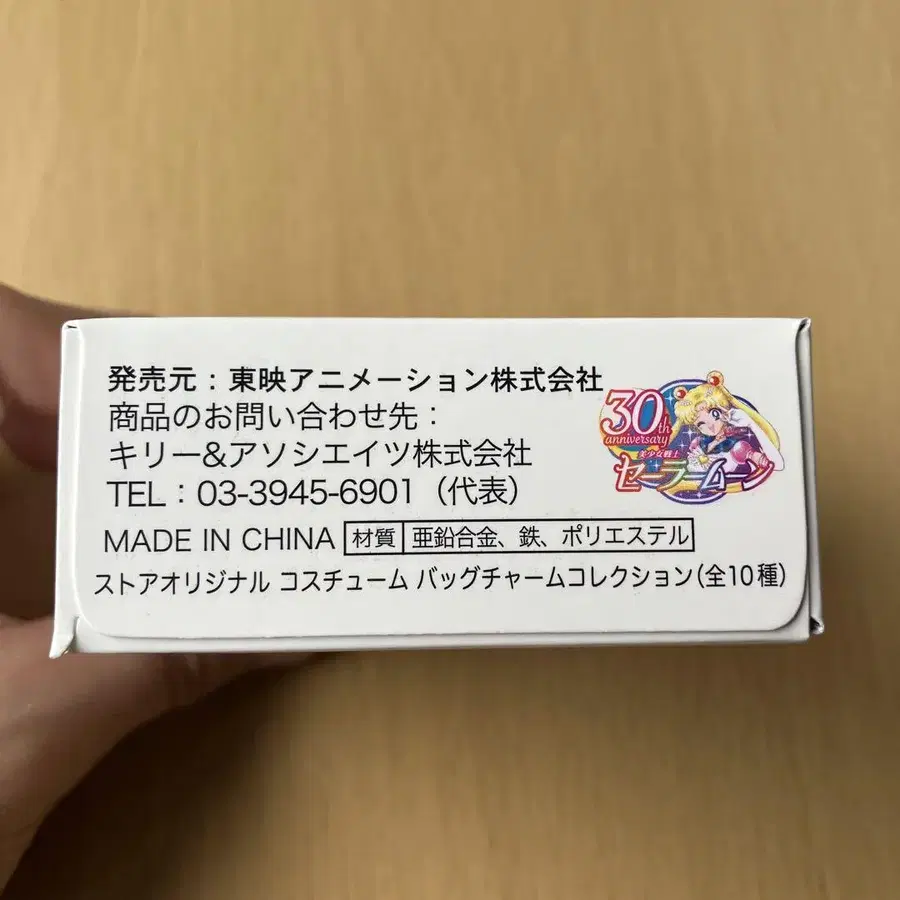 発売元：東映アニメーション株式会社
商品のお問い合わせ先：
キリー&アソシエイツ株式会社
TEL：03-3945-6901（代表）
30th
anniversary
美少女戦士
セーラームーン
MADE IN CHINA 材質 亜鉛合金、鉄、ポリエステル
ストアオリジナル コスチューム バッグチャームコレクション（全10種）